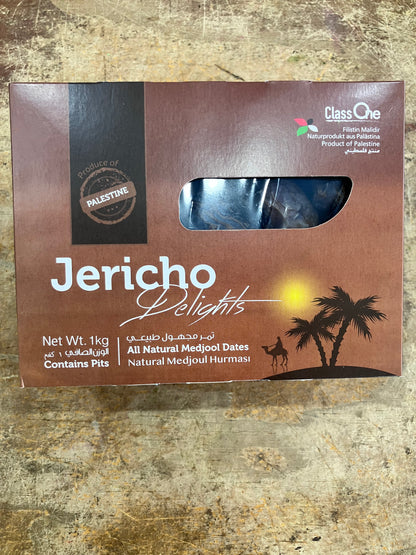 Class One
Filistin Malidir
Naturprodukt aus Palästina
Product of Palestine
منتج فلسطيني
Produce of
PALESTINE
Jericho
Delights
Net Wt. 1kg
الوزن الصافي ١ كغم
Contains Pits
تمر مجهول طبيعي
All Natural Medjool Dates
Natural Medjoul Hurması